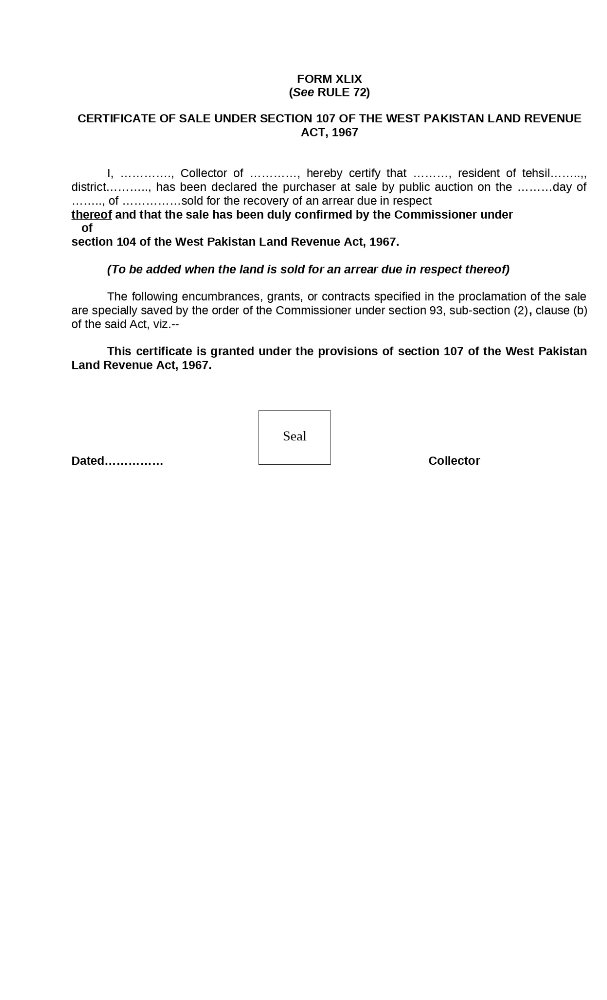 FORM XLIX
(See RULE 72)
CERTIFICATE OF SALE UNDER SECTION 107 OF THE WEST PAKISTAN LAND REVENUE
ACT, 1967
I, …………., Collector of …………, hereby certify that ………, resident of tehsil……..,,
district……….., has been declared the purchaser at sale by public auction on the ………day of
…….., of ……………sold for the recovery of an arrear due in respect
thereof and that the sale has been duly confirmed by the Commissioner under
of
section 104 of the West Pakistan Land Revenue Act, 1967.
(To be added when the land is sold for an arrear due in respect thereof)
The following encumbrances, grants, or contracts specified in the proclamation of the sale
are specially saved by the order of the Commissioner under section 93, sub-section (2), clause (b)
of the said Act, viz.--
This certificate is granted under the provisions of section 107 of the West Pakistan
Land Revenue Act, 1967.
Seal
Dated…………… Collector